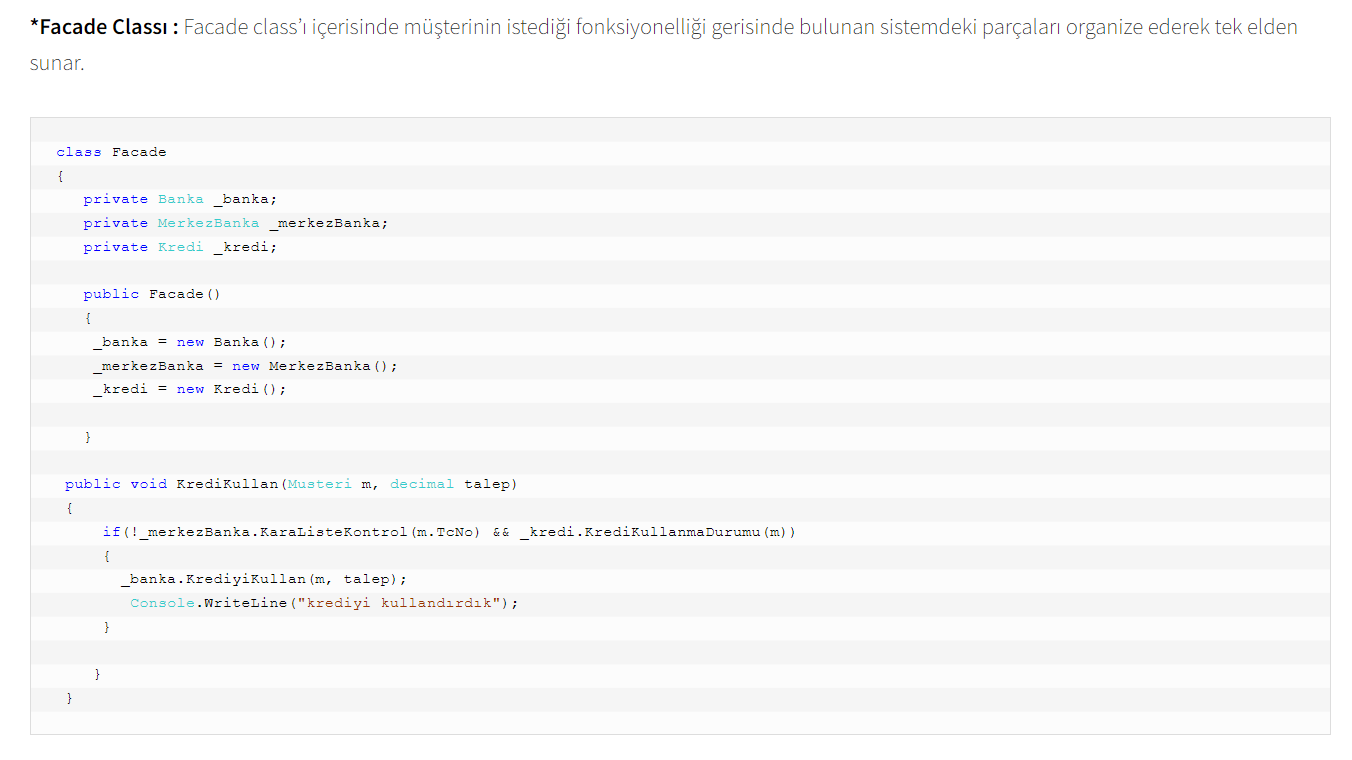 *Facade Classı : Facade class’ı içerisinde müşterinin istediği fonksiyonelliği gerisinde bulunan sistemdeki parçaları organize ederek tek elden
sunar.
class Facade
{
private Banka _banka;
private MerkezBanka _merkezBanka;
private Kredi _kredi;
public Facade()
{
_banka = new Banka();
_merkezBanka = new MerkezBanka();
_kredi = new Kredi();
}
public void KrediKullan(Musteri m, decimal talep)
{
if(!_merkezBanka.KaraListeKontrol(m.TcNo) && _kredi.KrediKullanmaDurumu(m))
{
_banka.KrediyiKullan(m, talep);
Console.WriteLine("krediyi kullandırdık");
}
}
}